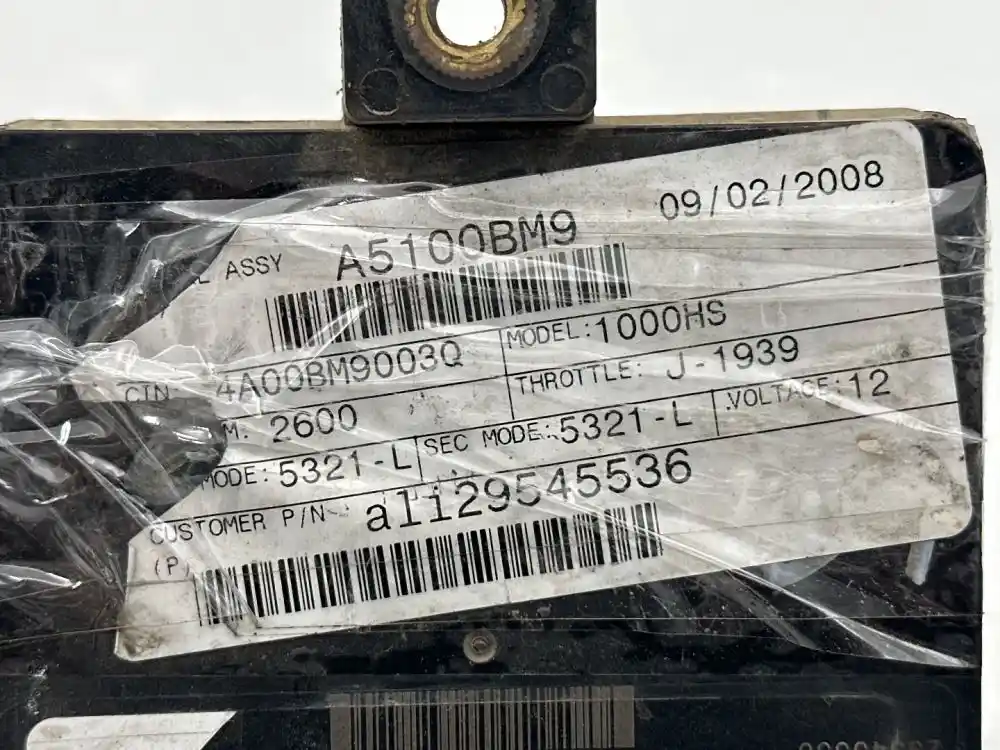 09/02/2008
L ASSY A5100BM9
CIN 4A00BM9003Q MODEL: 1000HS
M: 2600 THROTTLE: J-1939
MODE: 5321-L SEC MODE: 5321-L VOLTAGE: 12
CUSTOMER P/N ali29545536
(P)